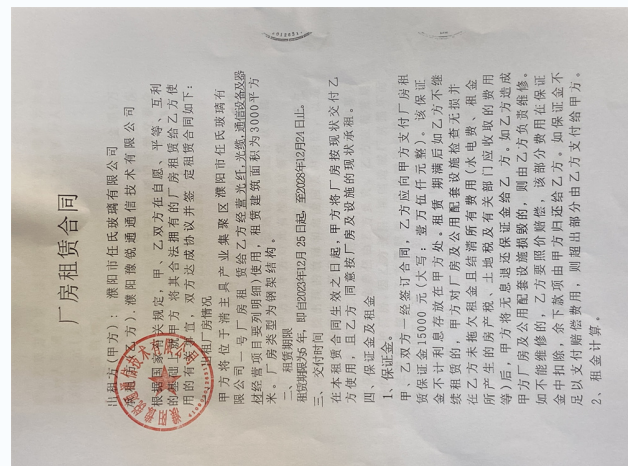 厂房租赁合同
出租方(甲方): 濮阳市任氏玻璃有限公司
承租方(乙方): 濮阳豫锐通通信技术有限公司
根据国家有关规定，甲、乙双方在自愿、平等、互利
的基础上就甲方 将其合法拥有的厂房租赁给乙方使
用的有关事宜，双方达成协议并签 定租赁合同如下:
租厂房情况
甲方将位于清丰具产业集聚区 濮阳市任氏玻璃有
限公司一号厂房租 赁给乙方经营光纤,光缆,通信设备及器
材经营项目要列明细)使用，租赁建筑面积为3000平方
米。厂房类型为钢架结构。
二、 租赁期限
租赁期限为5年，即自2023年12月 25日起，至2028年12月24日止。
三、 交付时间
在本租赁合同生效之日起，甲方将厂房按现状交付乙
方使用，且乙方 同意按厂房及设施的现状承租。
四、保证金及租金
1、保证金。
甲、乙双方一经签订合同，乙方应向甲方支付厂房租
赁保证金15000 元(大写: 壹万伍仟元整)。该保证
金不计利息存放在甲方处。租赁 期满后如乙方不继
续租赁的，甲方对厂房及公用配套设施检查无损并
在乙方未拖欠租金且结清所有费用(水电费、租金
所产生的房产税、土地税及有关部门应收取的费用
等)后，甲方将无息退还保证金给乙 方。如乙方造成
甲方厂房及公用配套设施损毁的，则由乙方负责维修。
如不能维修的，乙方要照价赔偿，该部分费用在保证
金中扣除，余下款项由甲方归还给乙方。如保证金不
足以支付赔偿费用，则超出部分由乙方支付给甲方。
2、租金计算。